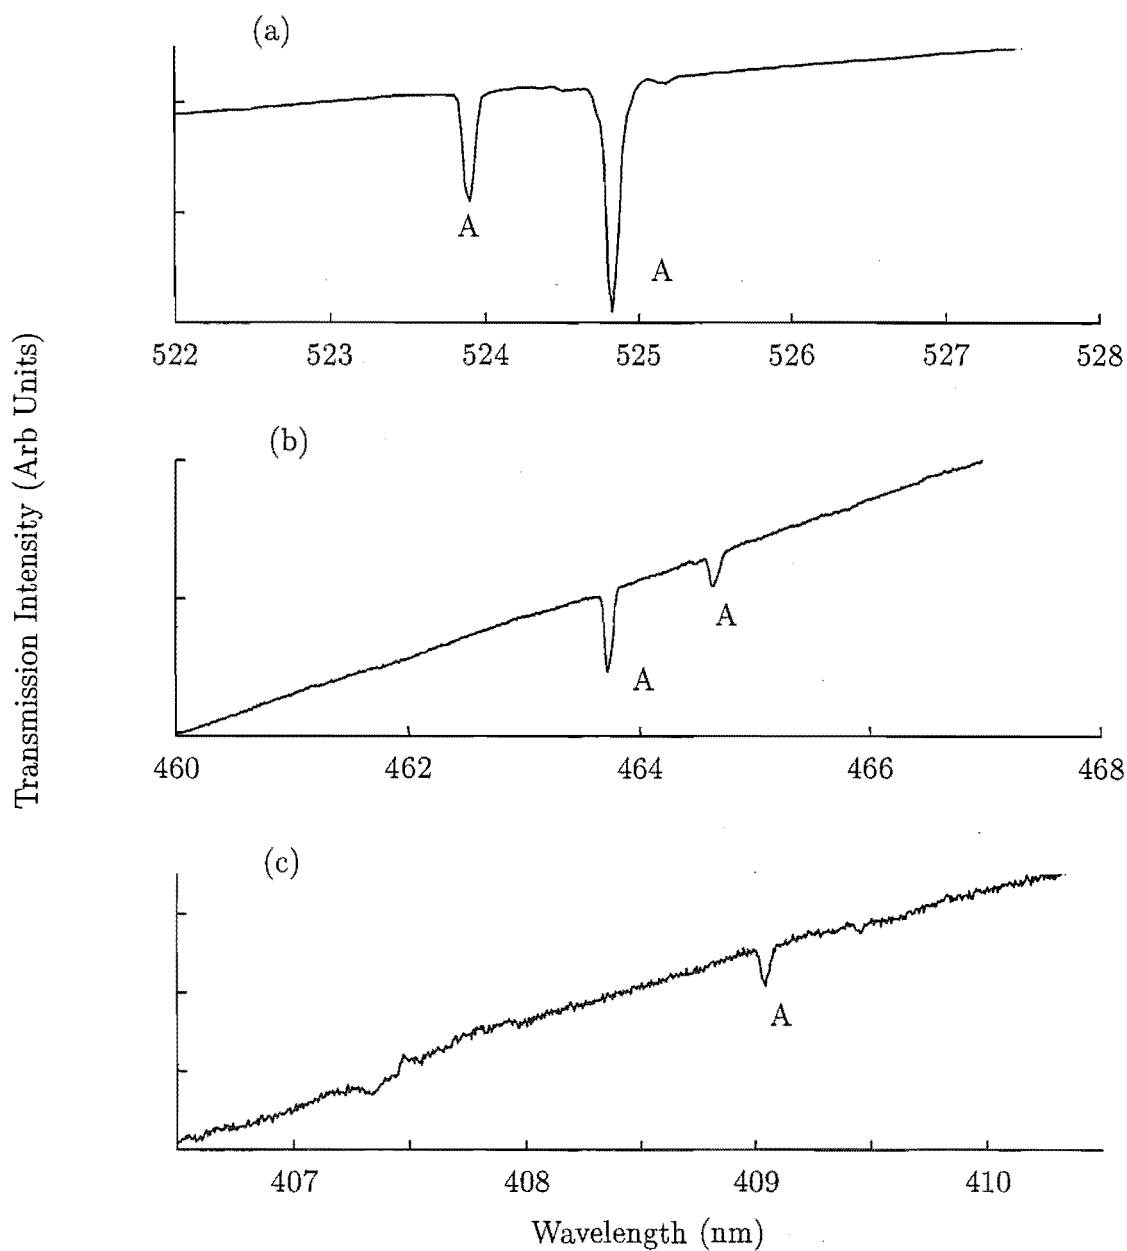 (a)
A
A
522 523 524 525 526 527 528
(b)
A
A
460 462 464 466 468
(c)
A
407 408 409 410
Wavelength (nm)
Transmission Intensity (Arb Units)